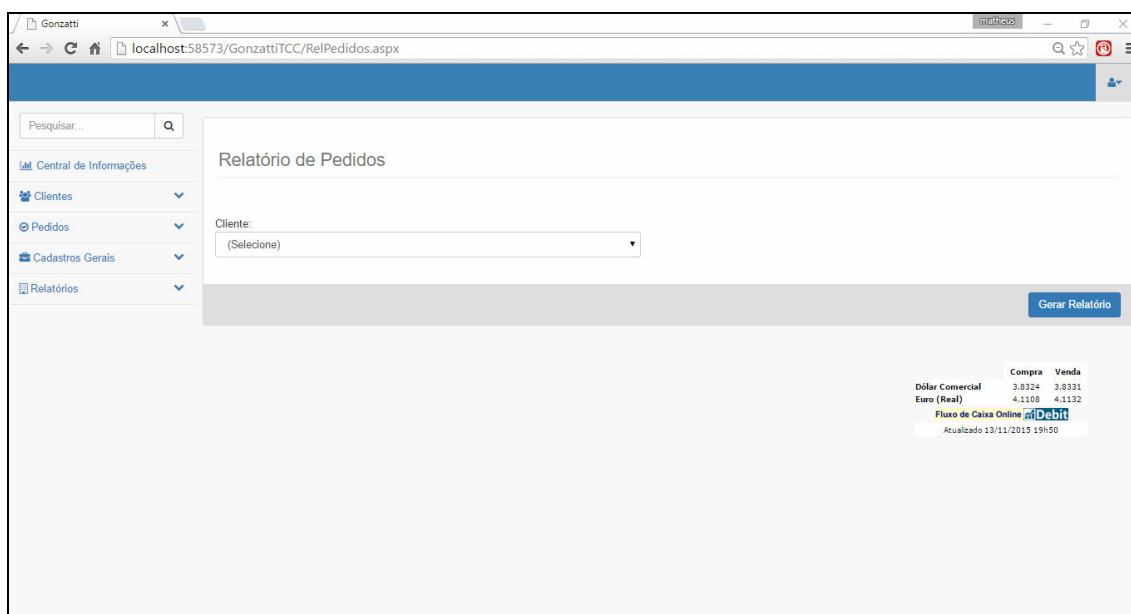 Gonzatti
matheus
localhost:58573/GonzattiTCC/RelPedidos.aspx
Pesquisar...
Central de Informações
Clientes
Pedidos
Cadastros Gerais
Relatórios
Relatório de Pedidos
Cliente:
(Selecione)
Gerar Relatório
Compra Venda
Dólar Comercial 3,8324 3,8331
Euro (Real) 4,1108 4,1132
Fluxo de Caixa Online Debit
Atualizado 13/11/2015 19h50